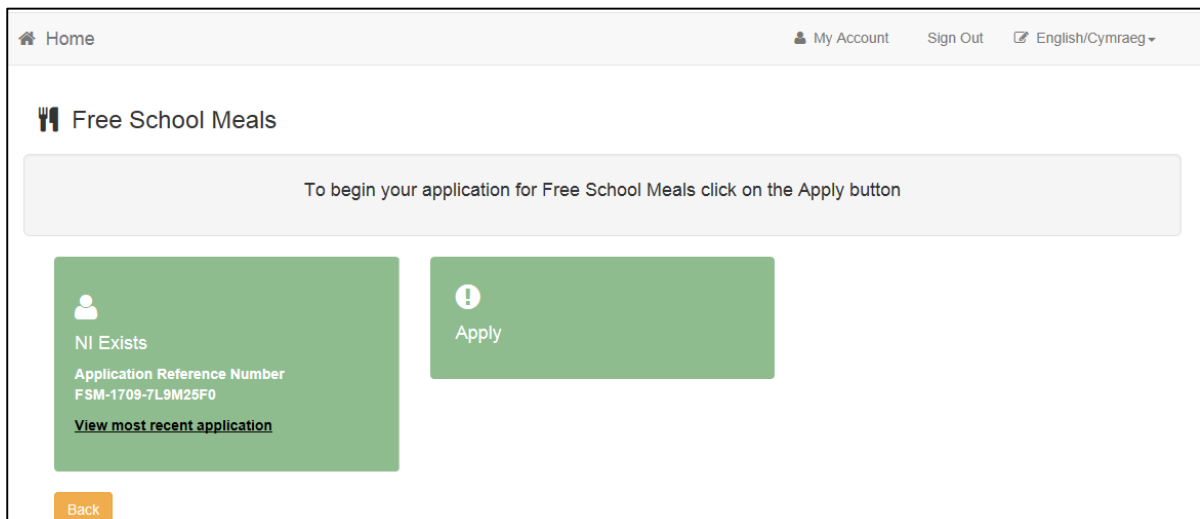 Home
My Account Sign Out English/Cymraeg
Free School Meals
To begin your application for Free School Meals click on the Apply button
NI Exists
Application Reference Number
FSM-1709-7L9M25F0
View most recent application
Apply
Back